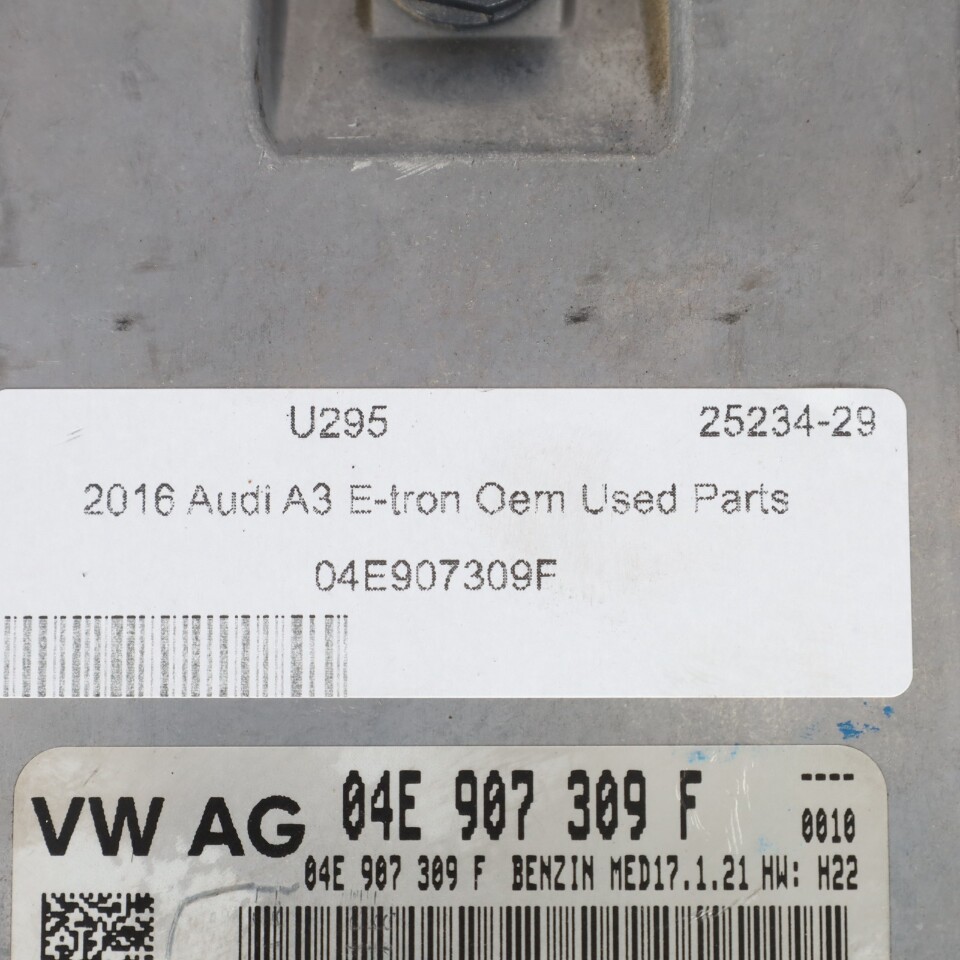 U295 25234-29
2016 Audi A3 E-tron Oem Used Parts
04E907309F
VW AG 04E 907 309 F ----
0010
04E 907 309 F BENZIN MED17.1.21 HW: H22